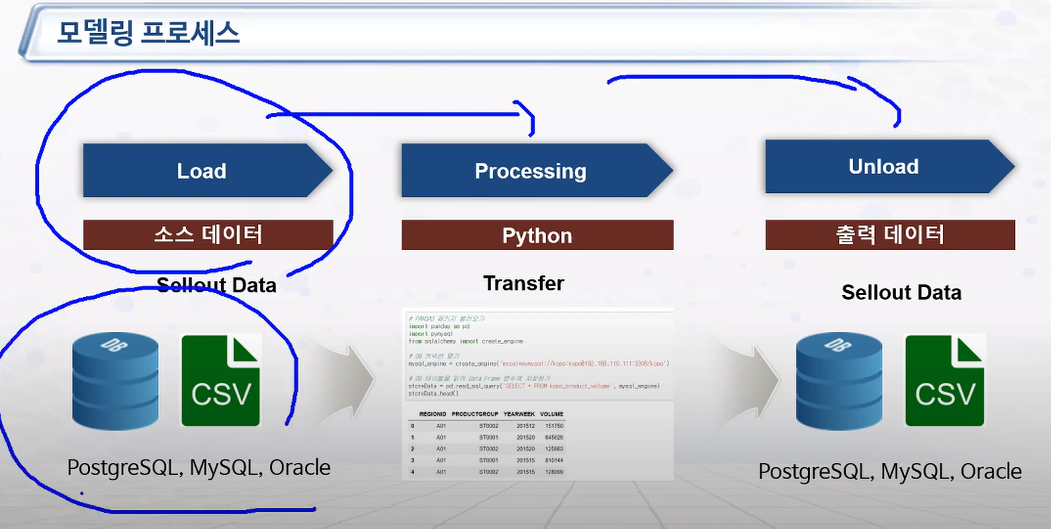 모델링 프로세스
Load
Processing
Unload
소스 데이터
Python
출력 데이터
Sellout Data
Transfer
Sellout Data
DB
CSV
# PANDAS 패키지 불러오기
import pandas as pd
import pymysql
from sqlalchemy import create_engine
# DB 커넥션 열기
mysql_engine = create_engine('mysql+pymysql://kopo:kopo@192.168.110.111:3306/kopo')
# DB 테이블을 읽어 Data Frame 변수에 저장하기
storeData = pd.read_sql_query("SELECT * FROM kopo_product_volume", mysql_engine)
storeData.head()
REGIONID PRODUCTGROUP YEARWEEK VOLUME
0 A01 ST0002 201512 151750
1 A01 ST0001 201520 645626
2 A01 ST0002 201520 125863
3 A01 ST0001 201515 810144
4 A01 ST0002 201515 128999
DB
CSV
PostgreSQL, MySQL, Oracle
PostgreSQL, MySQL, Oracle